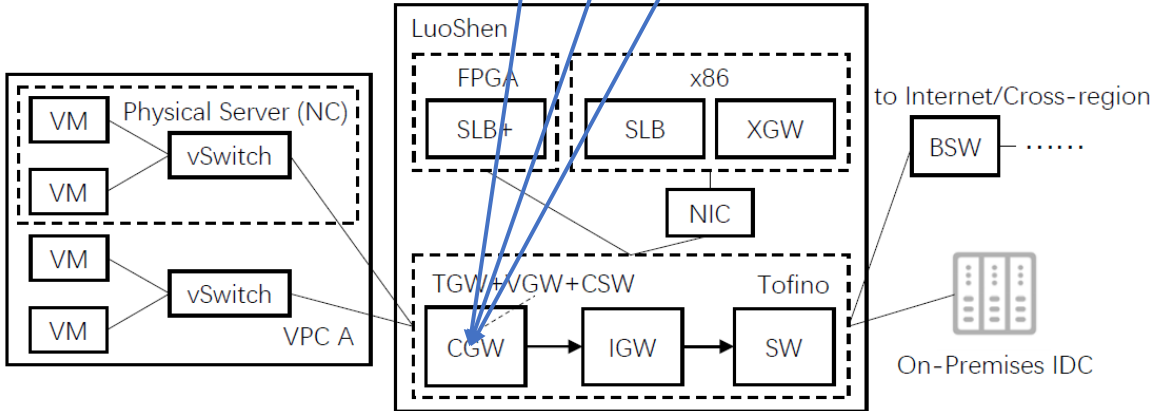 LuoShen
FPGA
x86
SLB+
SLB
XGW
NIC
TGW+VGW+CSW
Tofino
CGW
IGW
SW
Physical Server (NC)
VM
vSwitch
VM
VM
vSwitch
VM
VPC A
to Internet/Cross-region
BSW
......
On-Premises IDC